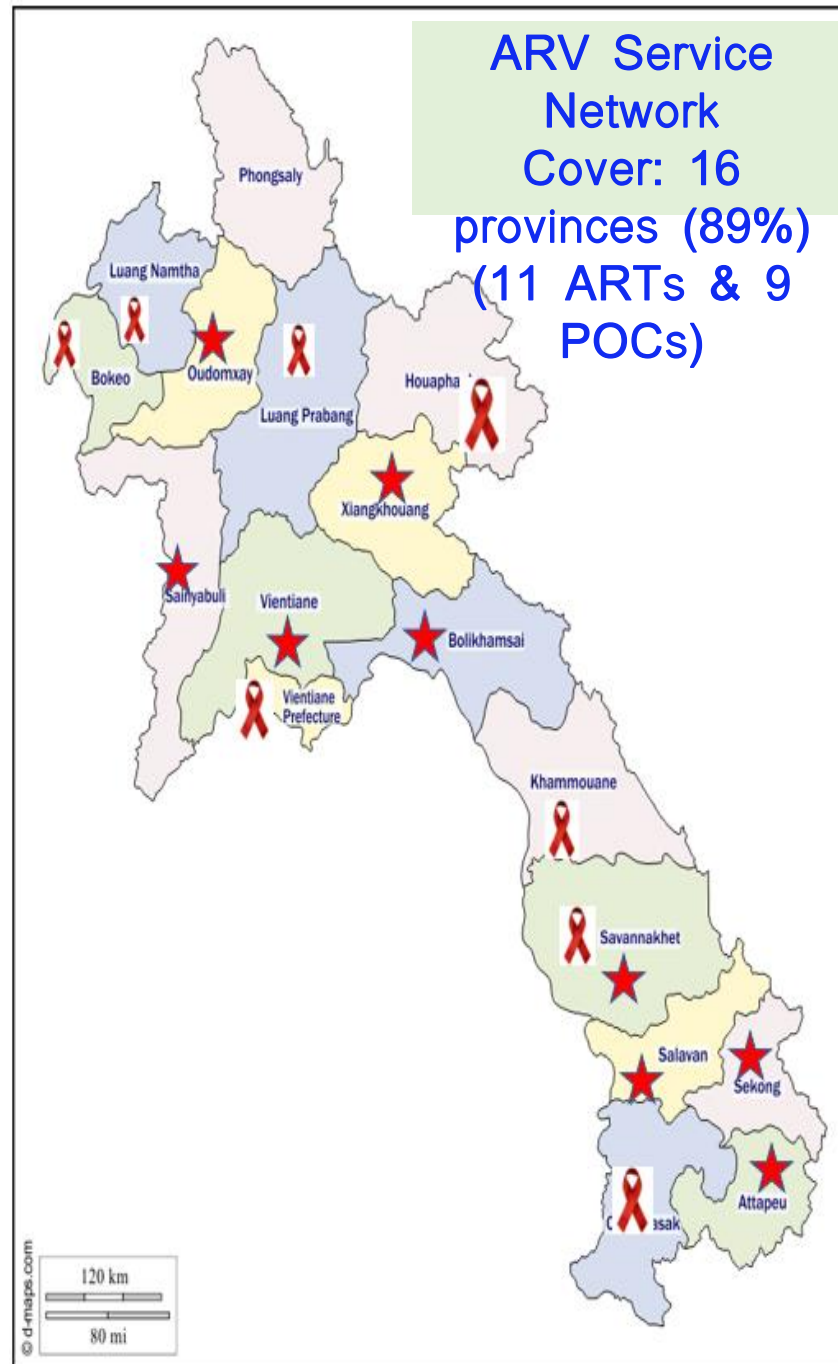 ARV Service
Network
Cover: 16
provinces (89%)
(11 ARTs & 9
POCs)
Phongsaly
Luang Namtha
Bokeo
Oudomxay
Luang Prabang
Xiangkhouang
Sainyabuli
Vientiane
Bolikhamsai
Vientiane
Prefecture
Khammouane
Savannakhet
Salavan
Sekong
Attapeu
120 km
80 mi
© d-maps.com